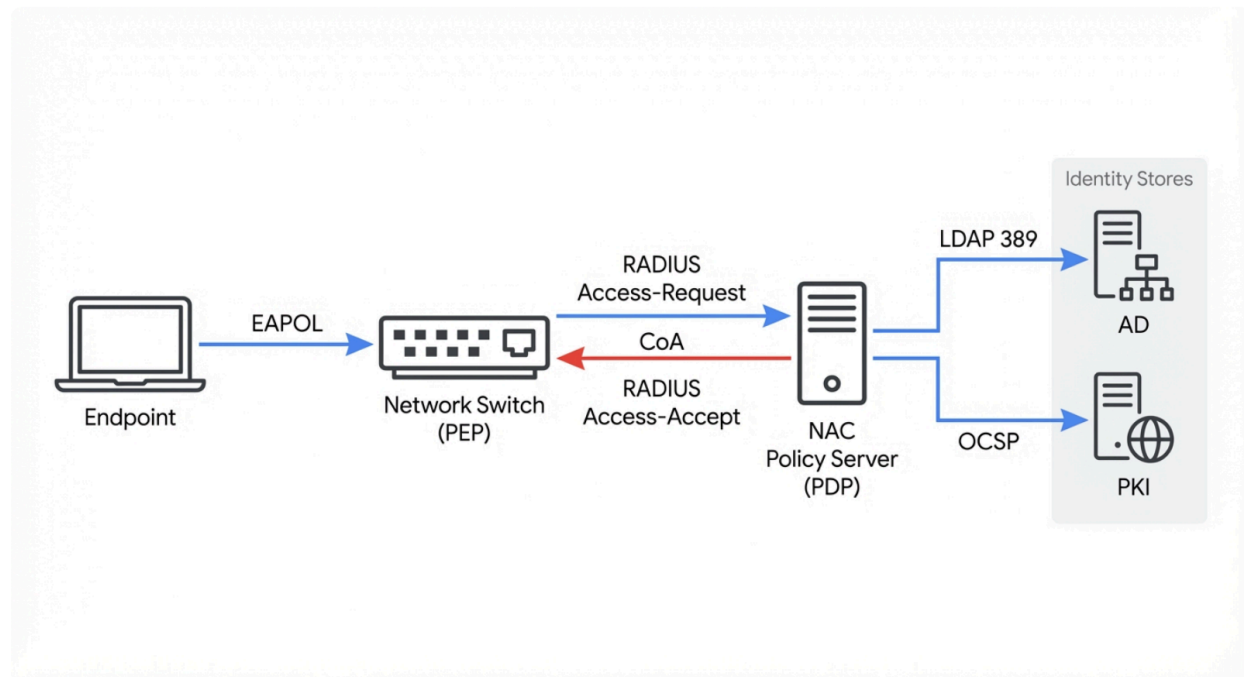 Identity Stores
LDAP 389
AD
RADIUS
Access-Request
EAPOL
CoA
RADIUS
Access-Accept
Endpoint
Network Switch
(PEP)
NAC
Policy Server
(PDP)
OCSP
PKI